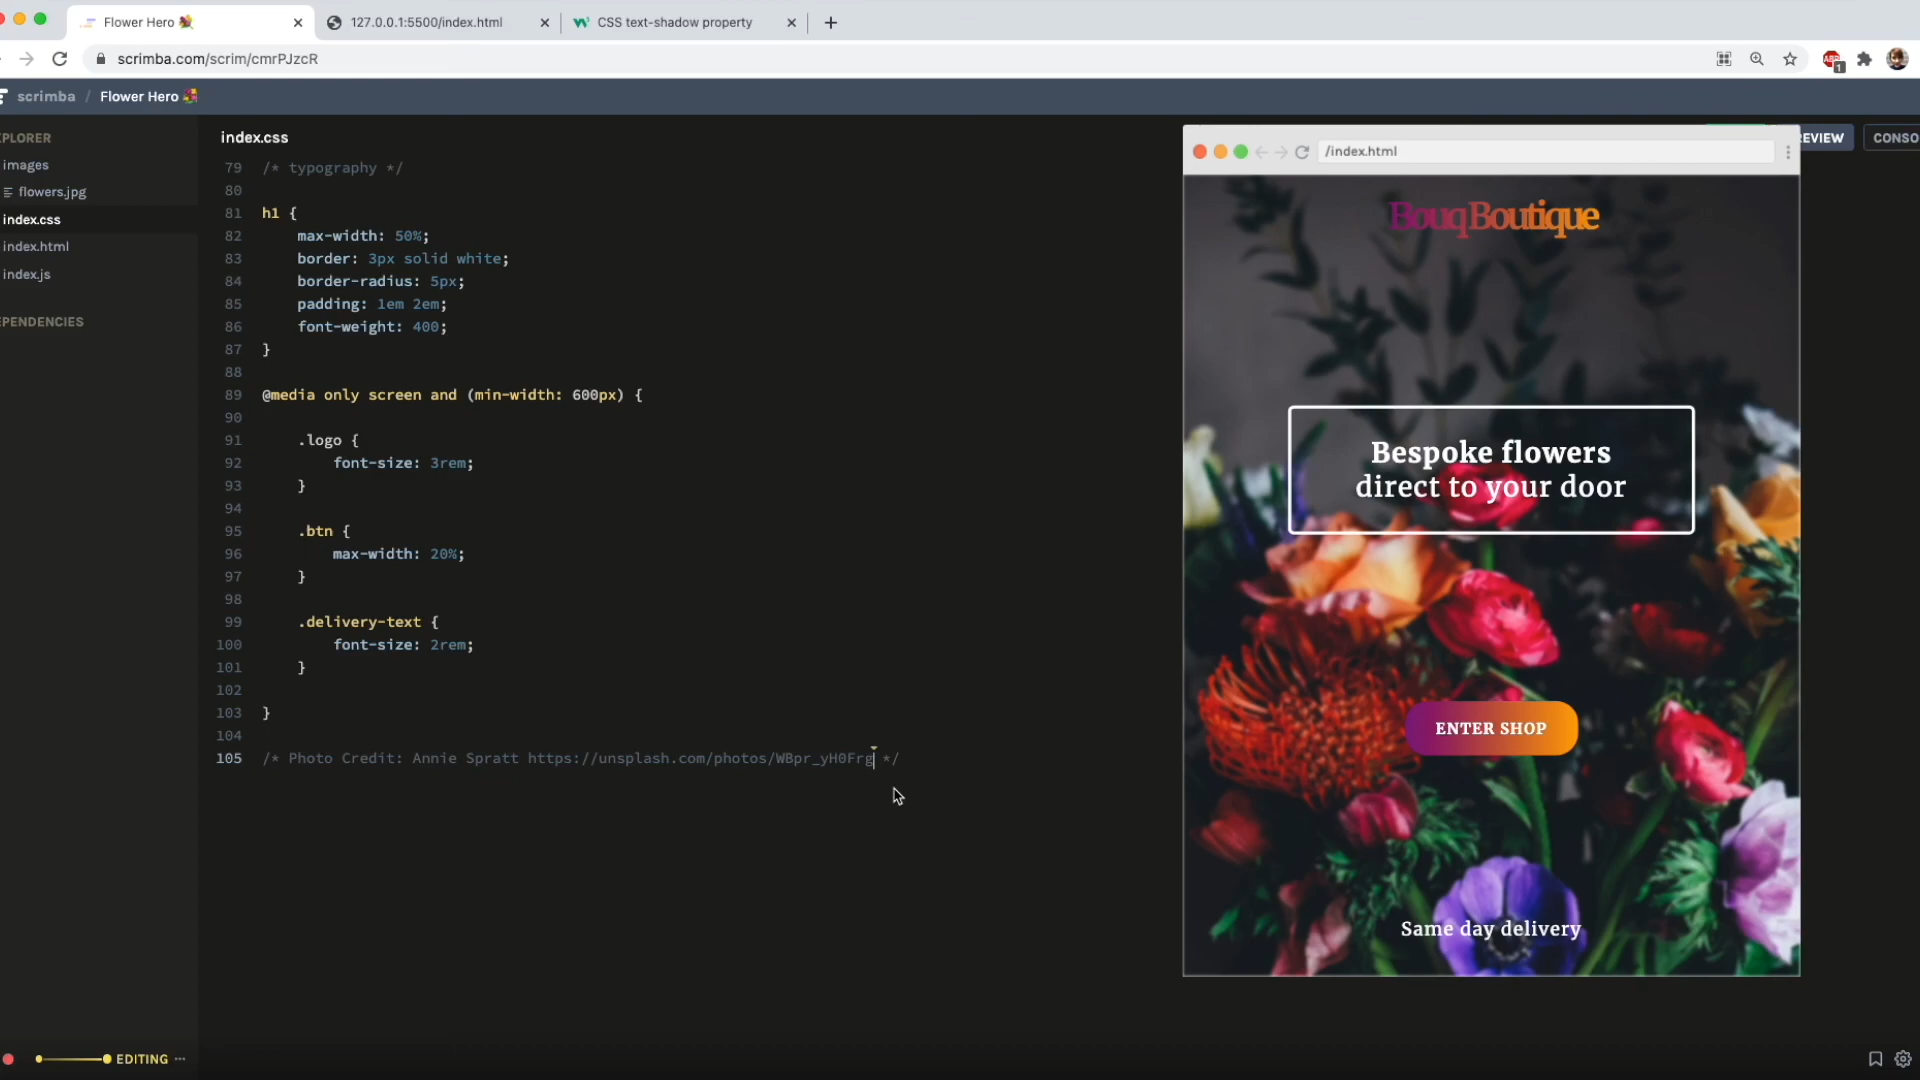 Flower Hero
127.0.0.1:5500/index.html
CSS text-shadow property
scrimba.com/scrim/cmrPJzcR
ABP
1
scrimba / Flower Hero
PLORER
images
flowers.jpg
index.css
index.html
index.js
PENDENCIES
index.css
79 /* typography */
80
81 h1 {
82 max-width: 50%;
83 border: 3px solid white;
84 border-radius: 5px;
85 padding: 1em 2em;
86 font-weight: 400;
87 }
88
89 @media only screen and (min-width: 600px) {
90
91 .logo {
92 font-size: 3rem;
93 }
94
95 .btn {
96 max-width: 20%;
97 }
98
99 .delivery-text {
100 font-size: 2rem;
101 }
102
103 }
104
105 /* Photo Credit: Annie Spratt https://unsplash.com/photos/WBpr_yH0Frg */
EVIEW
CONSO
/index.html
BouqBoutique
Bespoke flowers
direct to your door
ENTER SHOP
Same day delivery
EDITING ...